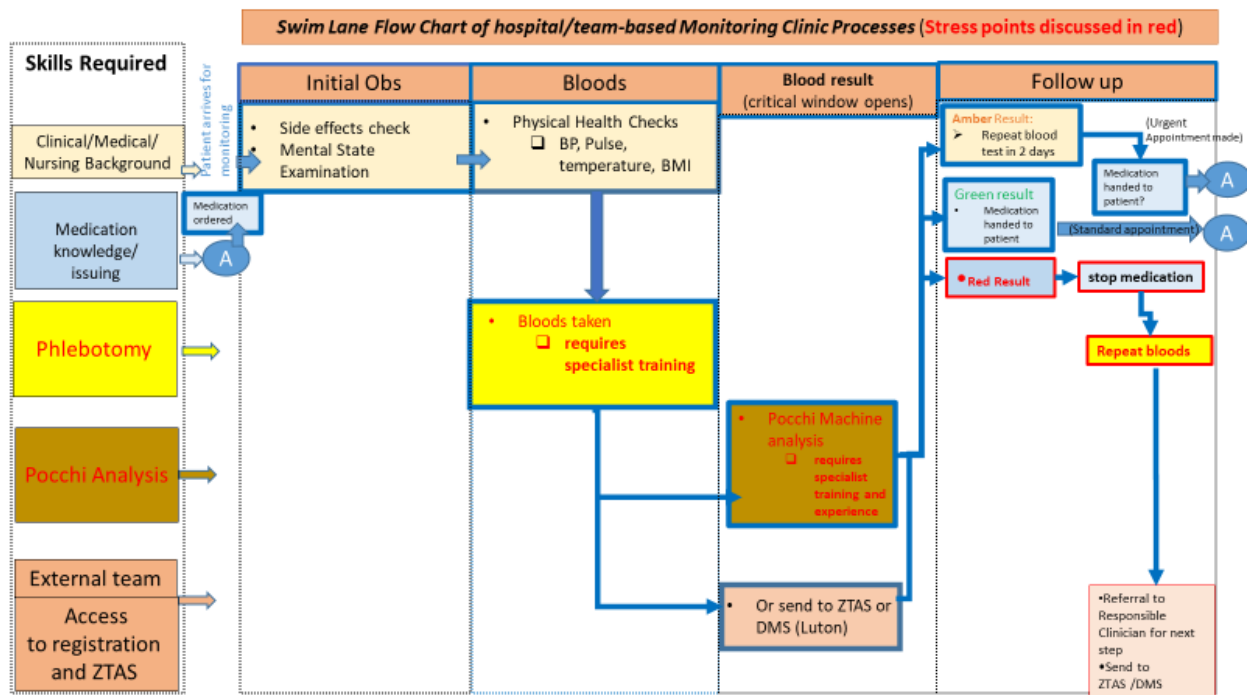 Swim Lane Flow Chart of hospital/team-based Monitoring Clinic Processes (Stress points discussed in red)
Skills Required
Patient arrives for
monitoring
Initial Obs
Bloods
Blood result
(critical window opens)
Follow up
Clinical/Medical/
Nursing Background
• Side effects check
• Mental State
Examination
• Physical Health Checks
❑ BP, Pulse,
temperature, BMI
Amber Result:
➢ Repeat blood
test in 2 days
(Urgent
Appointment made)
Medication
handed to
patient?
A
Medication
knowledge/
issuing
Medication
ordered
A
Green result
• Medication
handed to
patient
(Standard appointment)
A
• Red Result
stop medication
Repeat bloods
Phlebotomy
• Bloods taken
❑ requires
specialist training
Pocchi Analysis
• Pocchi Machine
analysis
❑ requires
specialist
training and
experience
External team
Access
to registration
and ZTAS
• Or send to ZTAS or
DMS (Luton)
•Referral to
Responsible
Clinician for next
step
•Send to
ZTAS /DMS